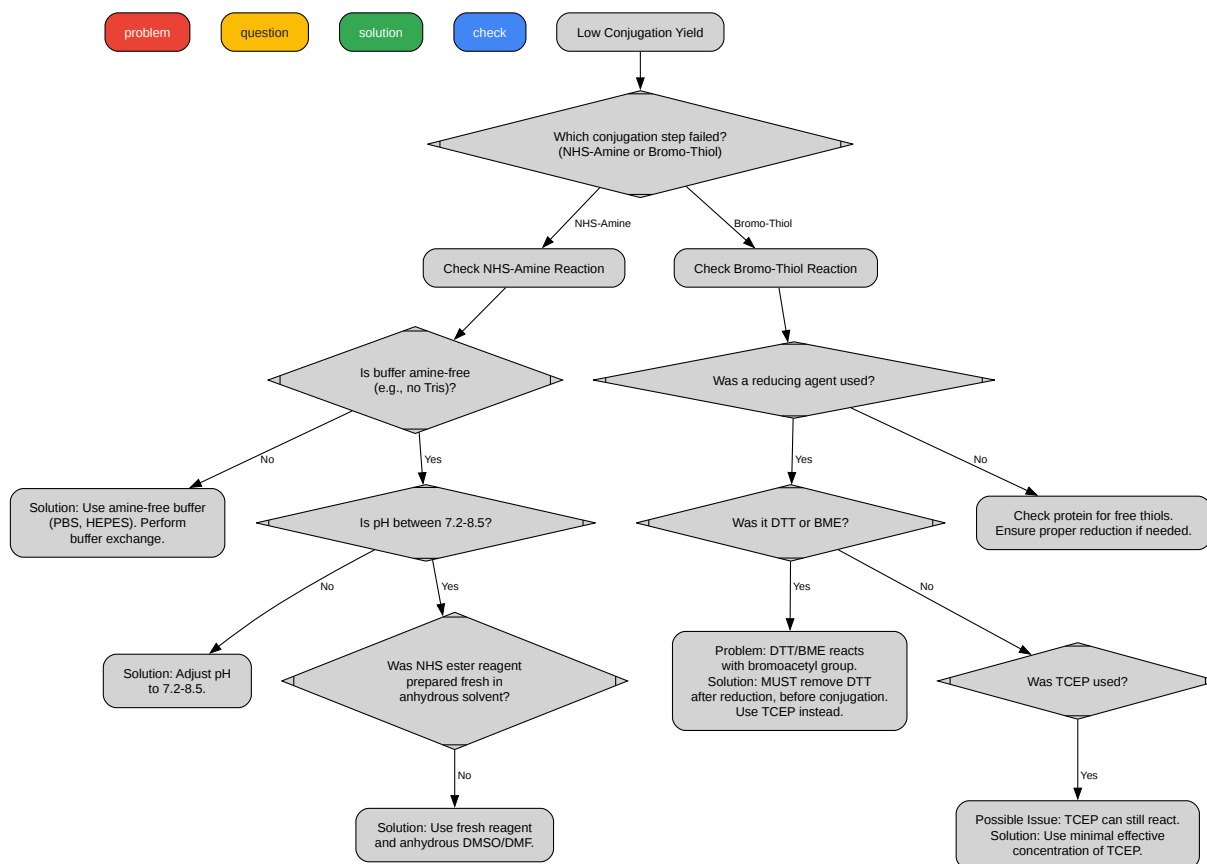 problem
question
solution
check
Low Conjugation Yield
Which conjugation step failed?
(NHS-Amine or Bromo-Thiol)
NHS-Amine
Bromo-Thiol
Check NHS-Amine Reaction
Check Bromo-Thiol Reaction
Is buffer amine-free
(e.g., no Tris)?
Was a reducing agent used?
No
Yes
Yes
No
Solution: Use amine-free buffer
(PBS, HEPES). Perform
buffer exchange.
Is pH between 7.2-8.5?
Was it DTT or BME?
Check protein for free thiols.
Ensure proper reduction if needed.
No
Yes
Yes
No
Solution: Adjust pH
to 7.2-8.5.
Was NHS ester reagent
prepared fresh in
anhydrous solvent?
Problem: DTT/BME reacts
with bromoacetyl group.
Solution: MUST remove DTT
after reduction, before conjugation.
Use TCEP instead.
Was TCEP used?
No
Yes
Solution: Use fresh reagent
and anhydrous DMSO/DMF.
Possible Issue: TCEP can still react.
Solution: Use minimal effective
concentration of TCEP.